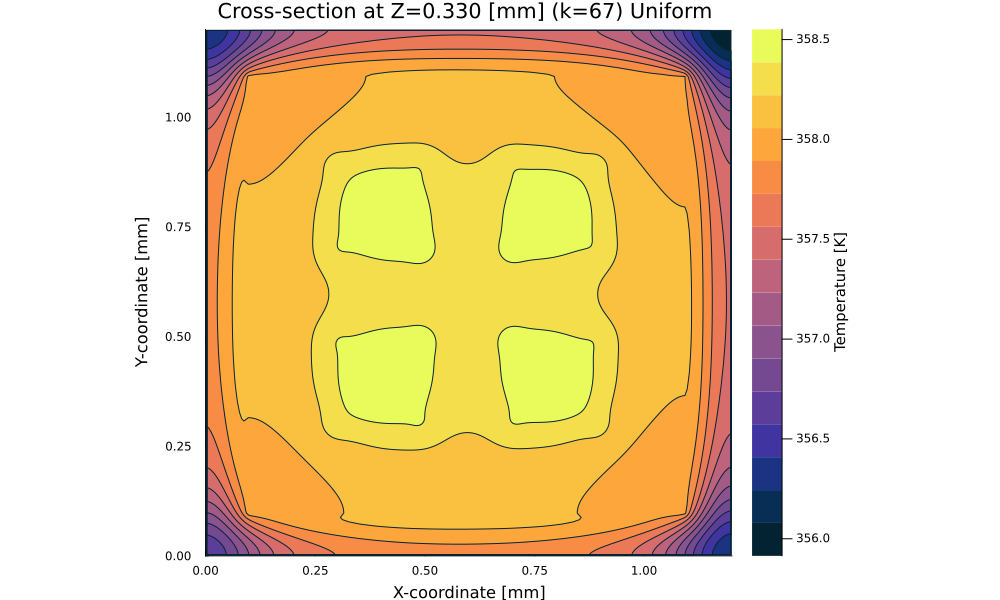 Cross-section at Z=0.330 [mm] (k=67) Uniform
Y-coordinate [mm]
1.00
0.75
0.50
0.25
0.00
0.00 0.25 0.50 0.75 1.00
X-coordinate [mm]
358.5
358.0
357.5
357.0
356.5
356.0
Temperature [K]